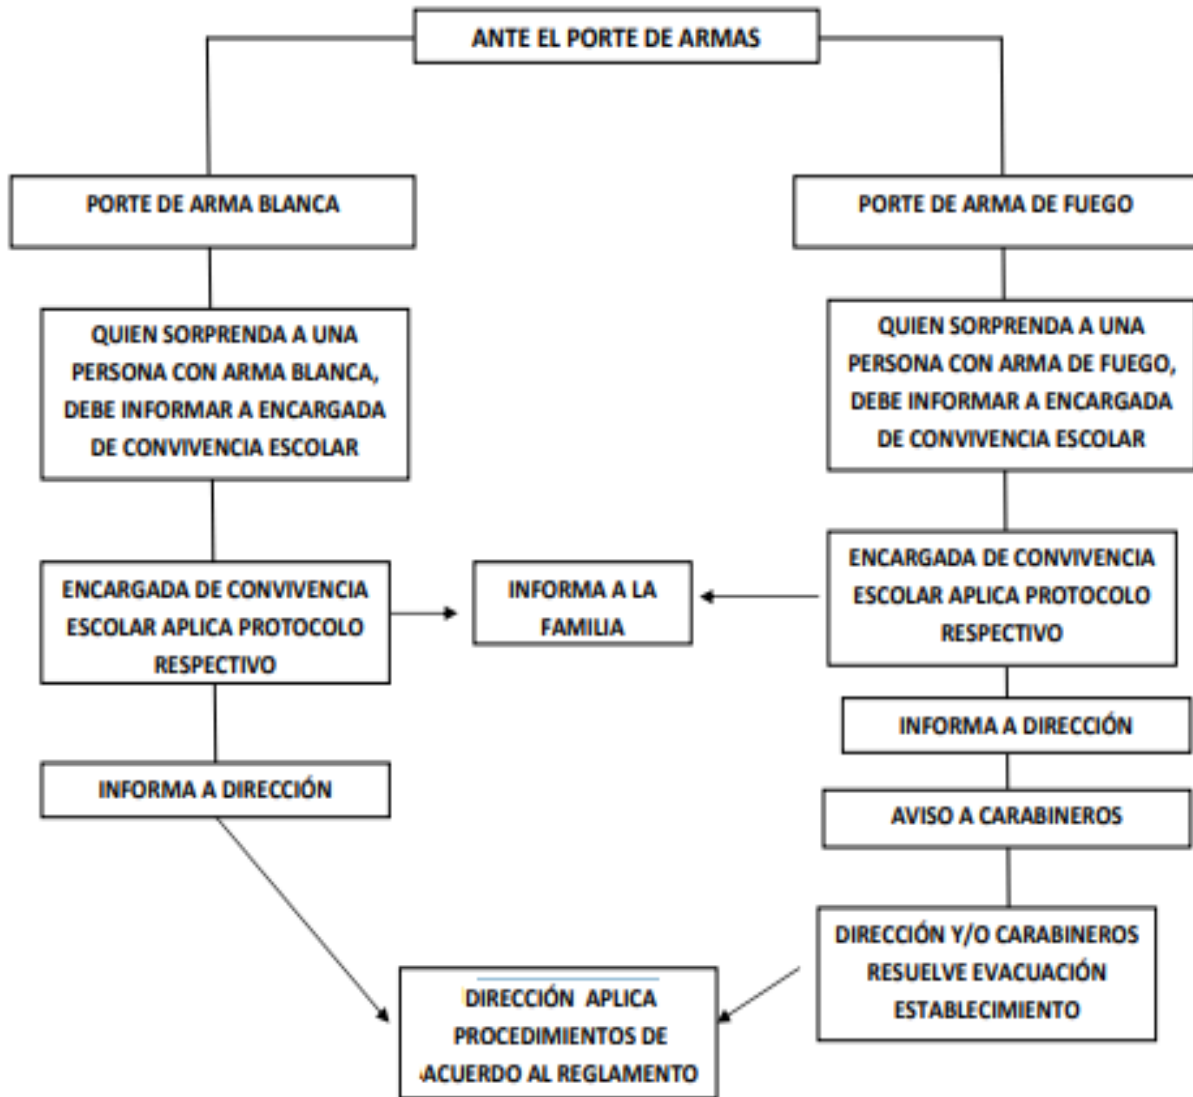 ANTE EL PORTE DE ARMAS
PORTE DE ARMA BLANCA
PORTE DE ARMA DE FUEGO
QUIEN SORPRENDA A UNA
PERSONA CON ARMA BLANCA,
DEBE INFORMAR A ENCARGADA
DE CONVIVENCIA ESCOLAR
QUIEN SORPRENDA A UNA
PERSONA CON ARMA DE FUEGO,
DEBE INFORMAR A ENCARGADA
DE CONVIVENCIA ESCOLAR
ENCARGADA DE CONVIVENCIA
ESCOLAR APLICA PROTOCOLO
RESPECTIVO
INFORMA A LA
FAMILIA
ENCARGADA DE CONVIVENCIA
ESCOLAR APLICA PROTOCOLO
RESPECTIVO
INFORMA A DIRECCIÓN
INFORMA A DIRECCIÓN
AVISO A CARABINEROS
DIRECCIÓN Y/O CARABINEROS
RESUELVE EVACUACIÓN
ESTABLECIMIENTO
DIRECCIÓN APLICA
PROCEDIMIENTOS DE
ACUERDO AL REGLAMENTO